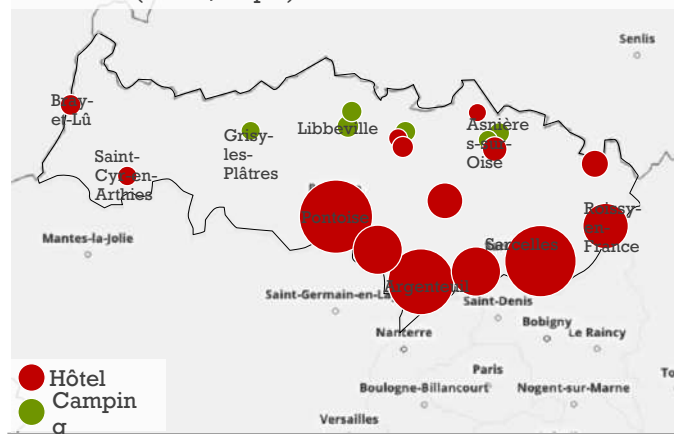 Senlis
Bray-
et-Lû
Asnière
s-sur-
Oise
Libbeville
Grisy-
les-
Plâtres
Saint-
Cyr-en-
Arthies
Pontoise
Roissy-
en-
France
Mantes-la-Jolie
Sarcelles
Argenteuil
Saint-Germain-en-La
Saint-Denis
Bobigny
Nanterre
Le Raincy
Hôtel
Paris
To
Campin
g
Boulogne-Billancourt
Nogent-sur-Marne
Versailles